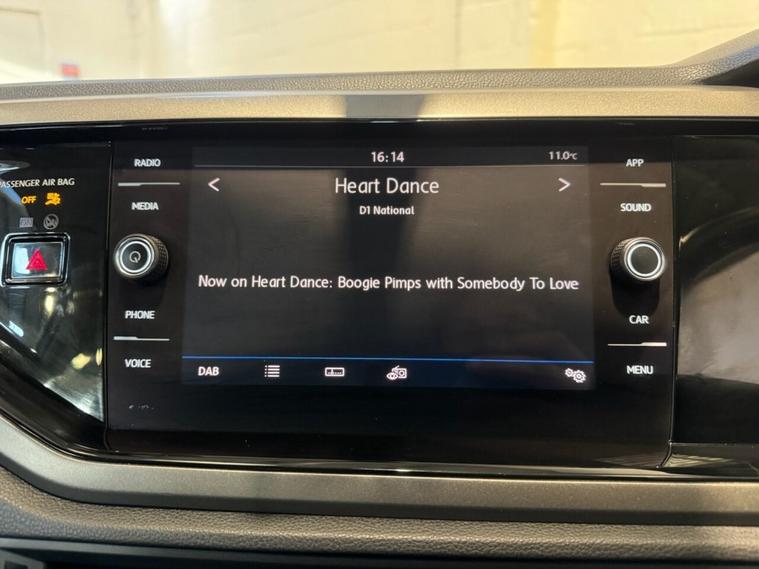 16:14
11.0°C
RADIO
MEDIA
PHONE
VOICE
Heart Dance
D1 National
Now on Heart Dance: Boogie Pimps with Somebody To Love
DAB
APP
SOUND
CAR
MENU
PASSENGER AIR BAG
OFF